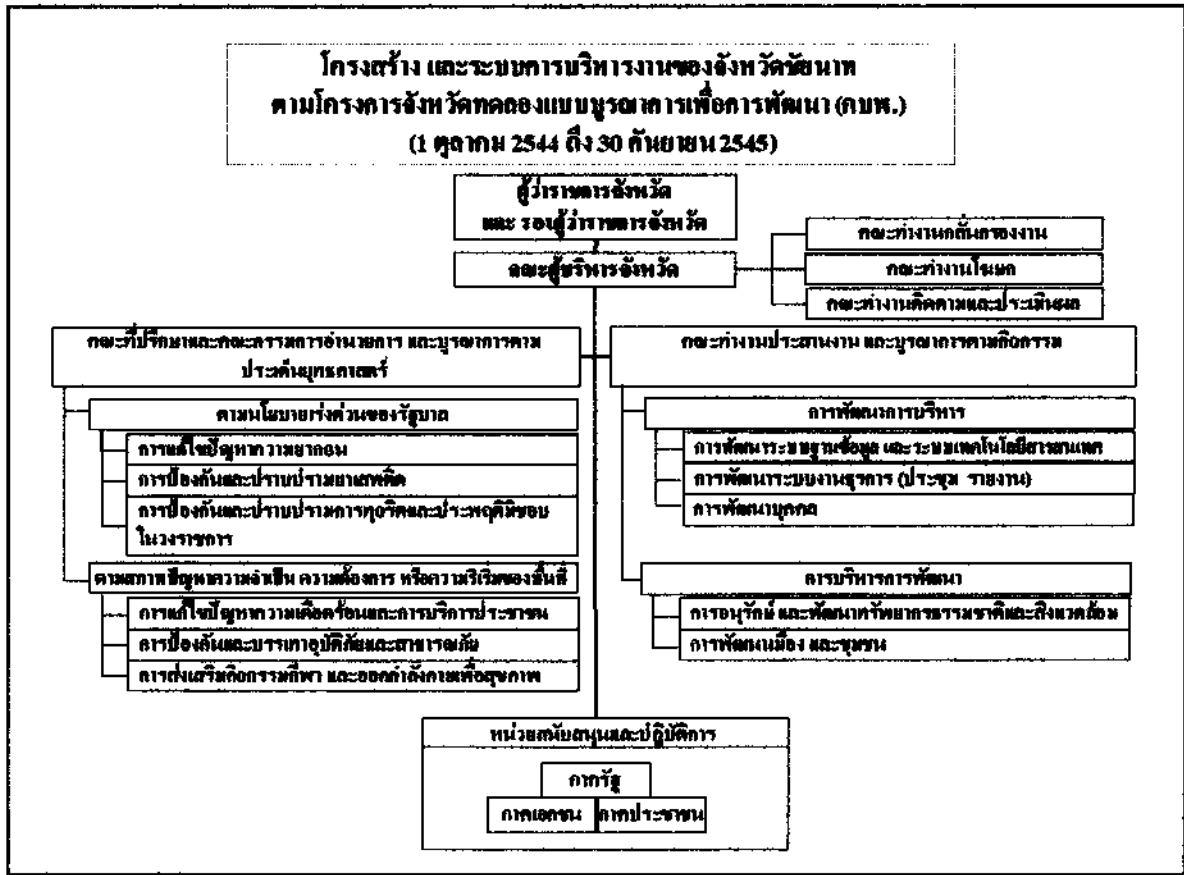 โครงสร้าง และระบบการบริหารงานของจังหวัดชัยนาท
ตามโครงการจังหวัดทดลองแบบบูรณาการเพื่อการพัฒนา (กบพ.)
(1 ตุลาคม 2544 ถึง 30 กันยายน 2545)
ผู้ว่าราชการจังหวัด
และ รองผู้ว่าราชการจังหวัด
คณะผู้บริหารจังหวัด
คณะทำงานกลั่นกรองงาน
คณะทำงานโฆษก
คณะทำงานติดตามและประเมินผล
คณะที่ปรึกษาและคณะกรรมการอำนวยการ และบูรณาการตาม
ประเด็นยุทธศาสตร์
ตามนโยบายเร่งด่วนของรัฐบาล
การแก้ไขปัญหาความยากจน
การป้องกันและปราบปรามยาเสพติด
การป้องกันและปราบปรามการทุจริตและประพฤติมิชอบ
ในวงราชการ
ตามสภาพปัญหาความจำเป็น ความต้องการ หรือความริเริ่มของพื้นที่
การแก้ไขปัญหาความเดือดร้อนและการบริการประชาชน
การป้องกันและบรรเทาอุบัติภัยและสาธารณภัย
การส่งเสริมกิจกรรมกีฬา และออกกำลังกายเพื่อสุขภาพ
คณะทำงานประสานงาน และบูรณาการตามกิจกรรม
การพัฒนาการบริหาร
การพัฒนาระบบฐานข้อมูล และระบบเทคโนโลยีสารสนเทศ
การพัฒนาระบบงานธุรการ (ประชุม รายงาน)
การพัฒนาบุคคล
การบริหารการพัฒนา
การอนุรักษ์ และพัฒนาทรัพยากรธรรมชาติและสิ่งแวดล้อม
การพัฒนาเมือง และชุมชน
หน่วยสนับสนุนและปฏิบัติการ
ภาครัฐ
ภาคเอกชน ภาคประชาชน